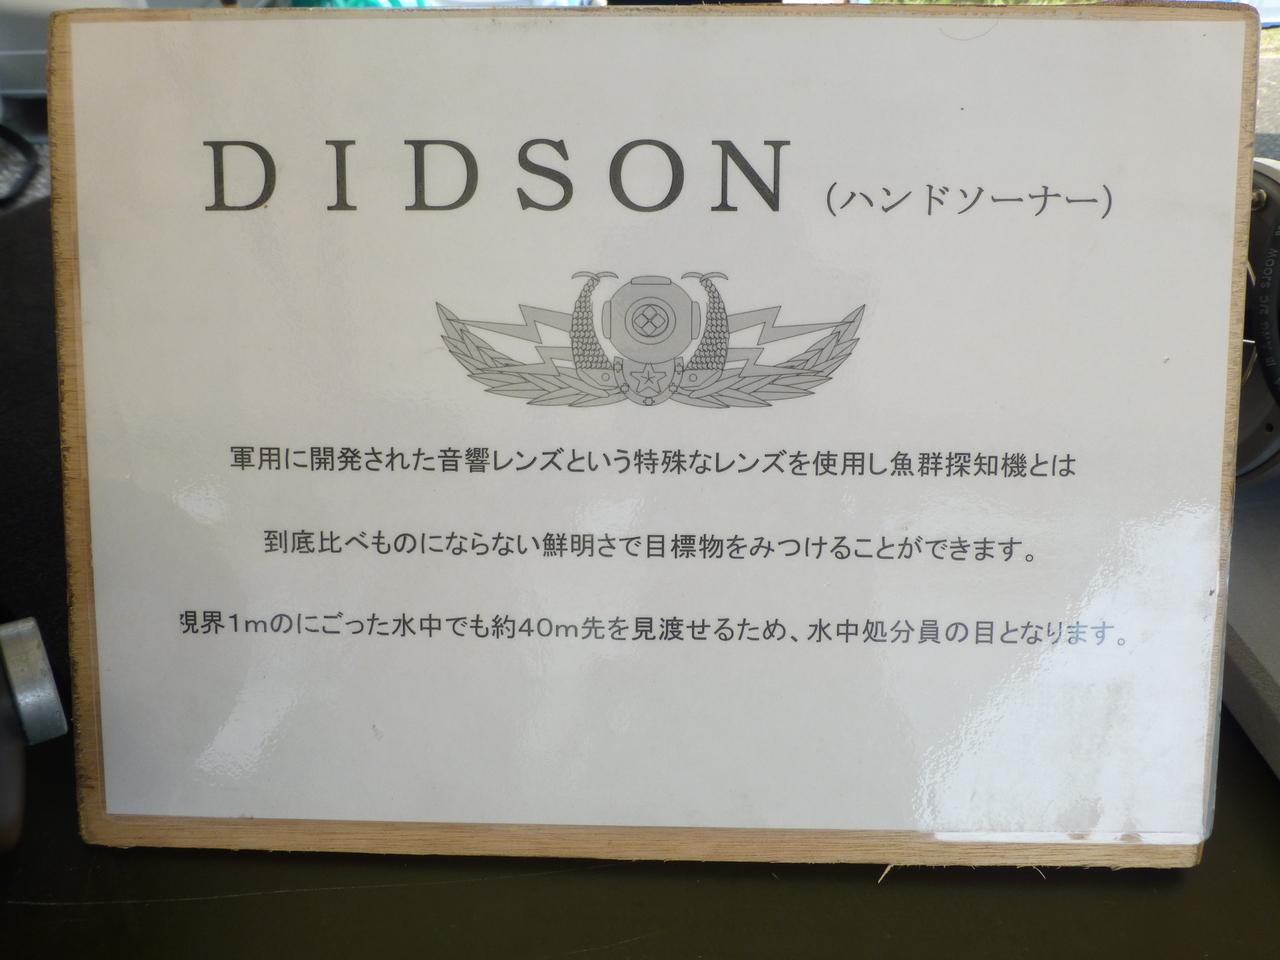 DIDSON（ハンドソーナー）
軍用に開発された音響レンズという特殊なレンズを使用し魚群探知機とは
到底比べものにならない鮮明さで目標物をみつけることができます。
視界１ｍのにごった水中でも約４０ｍ先を見渡せるため、水中処分員の目となります。